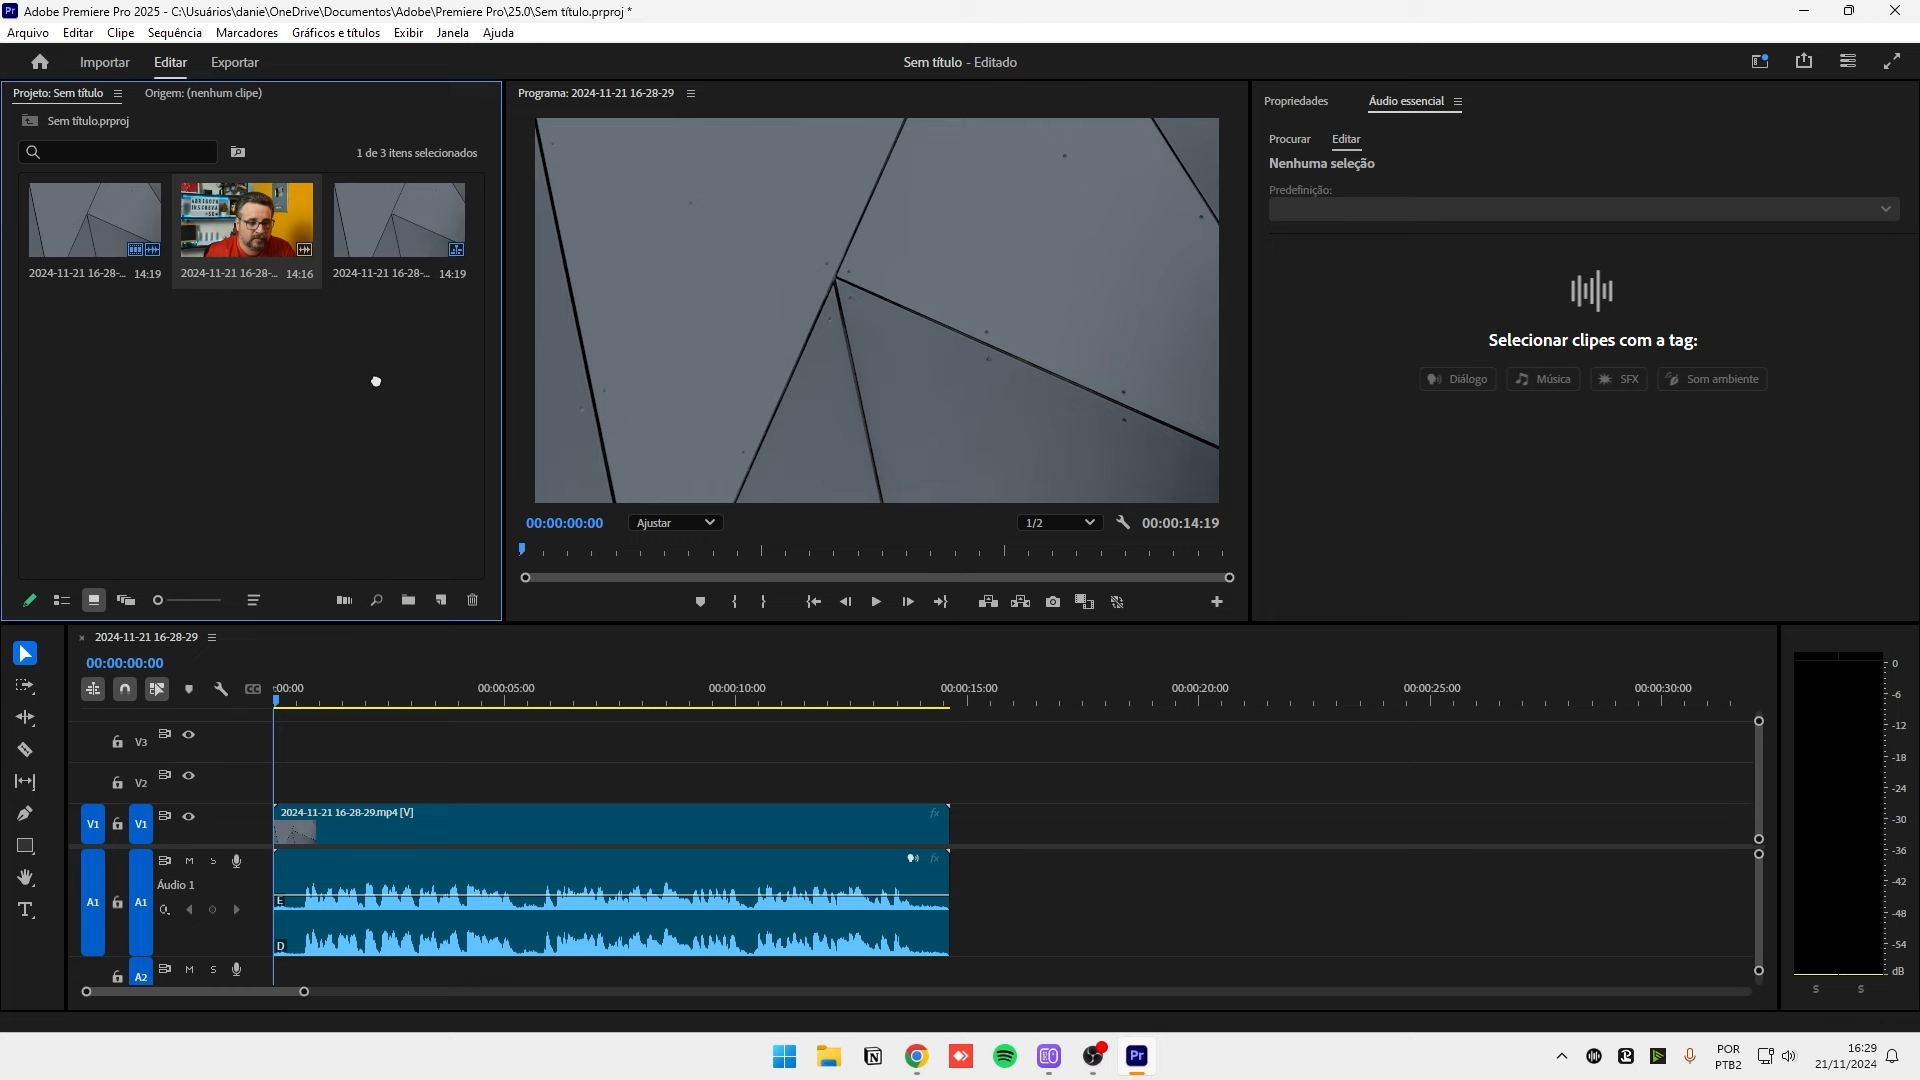 Pr Adobe Premiere Pro 2025 - C:\Usuários\danie\OneDrive\Documentos\Adobe\Premiere Pro\25.0\Sem título.prproj *
Arquivo Editar Clipe Sequência Marcadores Gráficos e títulos Exibir Janela Ajuda
Importar Editar Exportar
Sem título - Editado
Projeto: Sem título
Origem: (nenhum clipe)
Sem título.prproj
1 de 3 itens selecionados
2024-11-21 16-28-... 14:19
2024-11-21 16-28-... 14:16
2024-11-21 16-28-... 14:19
Programa: 2024-11-21 16-28-29
00:00:00:00
Ajustar
1/2
00:00:14:19
Propriedades
Áudio essencial
Procurar
Editar
Nenhuma seleção
Predefinição:
Selecionar clipes com a tag:
Diálogo
Música
SFX
Som ambiente
× 2024-11-21 16-28-29
00:00:00:00
CC
:00:00
00:00:05:00
00:00:10:00
00:00:15:00
00:00:20:00
00:00:25:00
00:00:30:00
V3
V2
V1 V1
2024-11-21 16-28-29.mp4 [V]
fx
M S
Áudio 1
A1 A1
fx
E
D
A2 M S
0
-6
-12
-18
-24
-30
-36
-42
-48
-54
dB
S S
Pr
POR
PTB2
16:29
21/11/2024